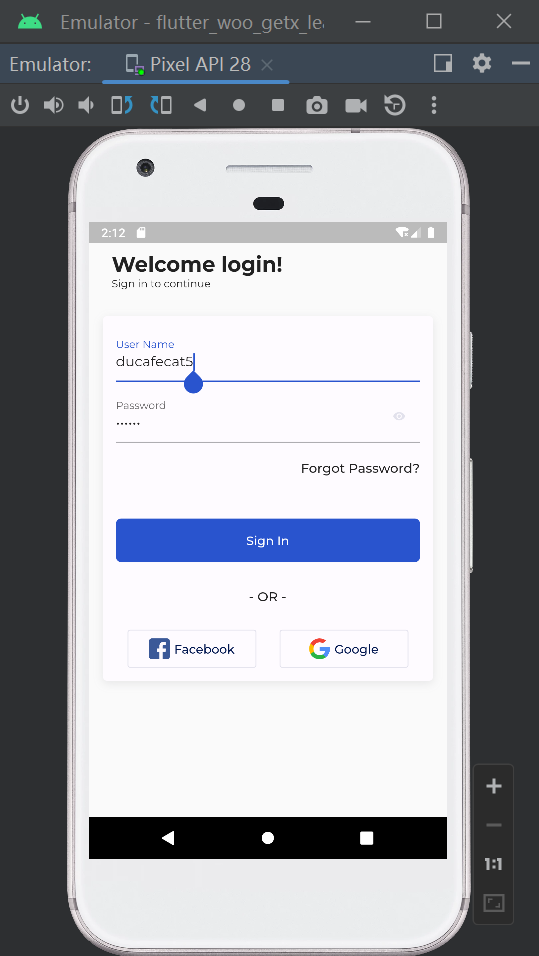 Emulator - flutter_woo_getx_le
Emulator: Pixel API 28
2:12
Welcome login!
Sign in to continue
User Name
ducafecat5
Password
••••••
Forgot Password?
Sign In
- OR -
Facebook Google
1:1